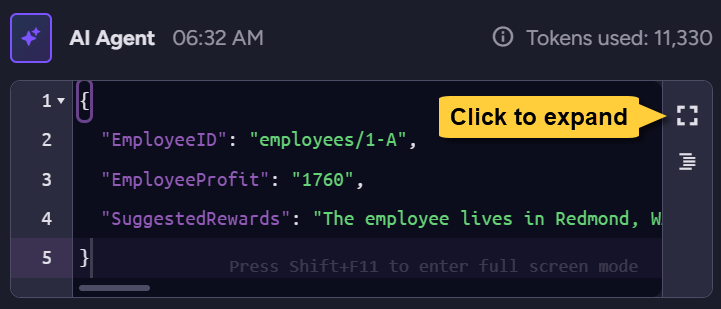 AI Agent 06:32 AM Tokens used: 11,330
1 {
Click to expand
2 "EmployeeID": "employees/1-A",
3 "EmployeeProfit": "1760",
4 "SuggestedRewards": "The employee lives in Redmond,
5 }
Press Shift+F11 to enter full screen mode